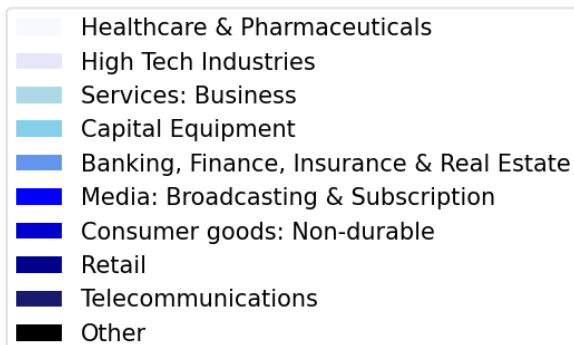 Healthcare & Pharmaceuticals
High Tech Industries
Services: Business
Capital Equipment
Banking, Finance, Insurance & Real Estate
Media: Broadcasting & Subscription
Consumer goods: Non-durable
Retail
Telecommunications
Other